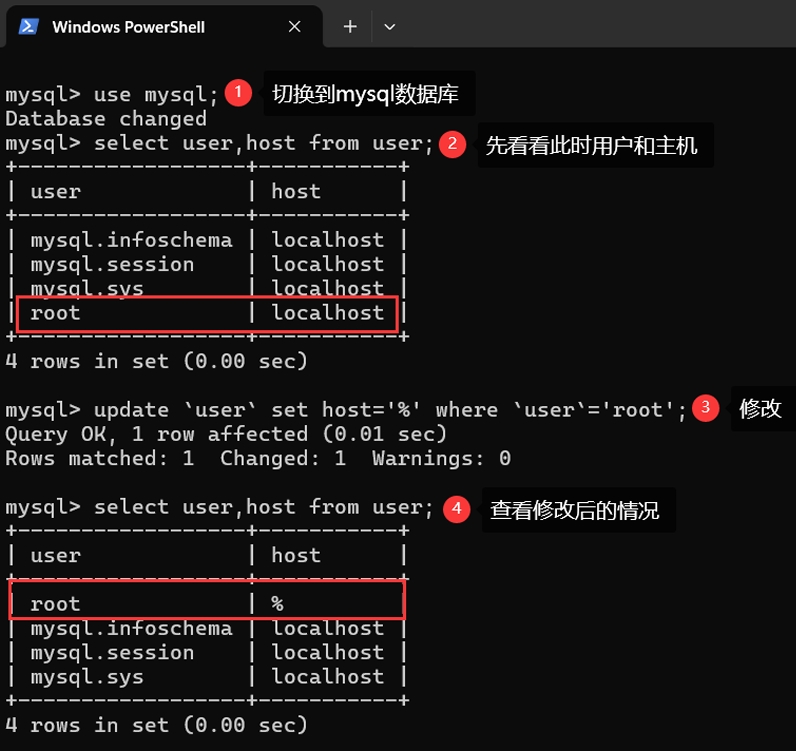 Windows PowerShell
mysql> use mysql; 1 切换到mysql数据库
Database changed
mysql> select user,host from user; 2 先看看此时用户和主机
+------------------+-----------+
| user             | host      |
+------------------+-----------+
| mysql.infoschema | localhost |
| mysql.session    | localhost |
| mysql.sys        | localhost |
| root             | localhost |
+------------------+-----------+
4 rows in set (0.00 sec)
mysql> update `user` set host='%' where `user`='root'; 3 修改
Query OK, 1 row affected (0.01 sec)
Rows matched: 1  Changed: 1  Warnings: 0
mysql> select user,host from user; 4 查看修改后的情况
+------------------+-----------+
| user             | host      |
+------------------+-----------+
| root             | %
| mysql.infoschema | localhost |
| mysql.session    | localhost |
| mysql.sys        | localhost |
+------------------+-----------+
4 rows in set (0.00 sec)